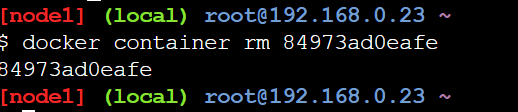 [node1] (local) root@192.168.0.23 ~
$ docker container rm 84973ad0eafe
84973ad0eafe
[node1] (local) root@192.168.0.23 ~